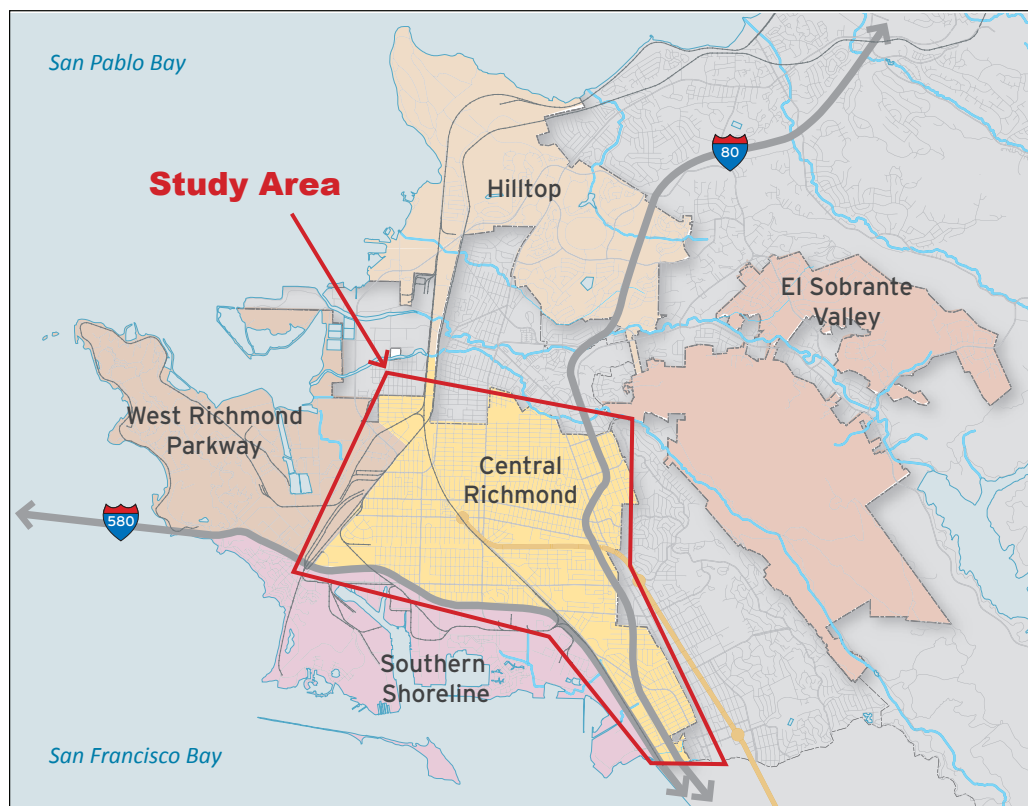 San Pablo Bay
80
Study Area
Hilltop
El Sobrante
Valley
West Richmond
Parkway
Central
Richmond
580
Southern
Shoreline
San Francisco Bay